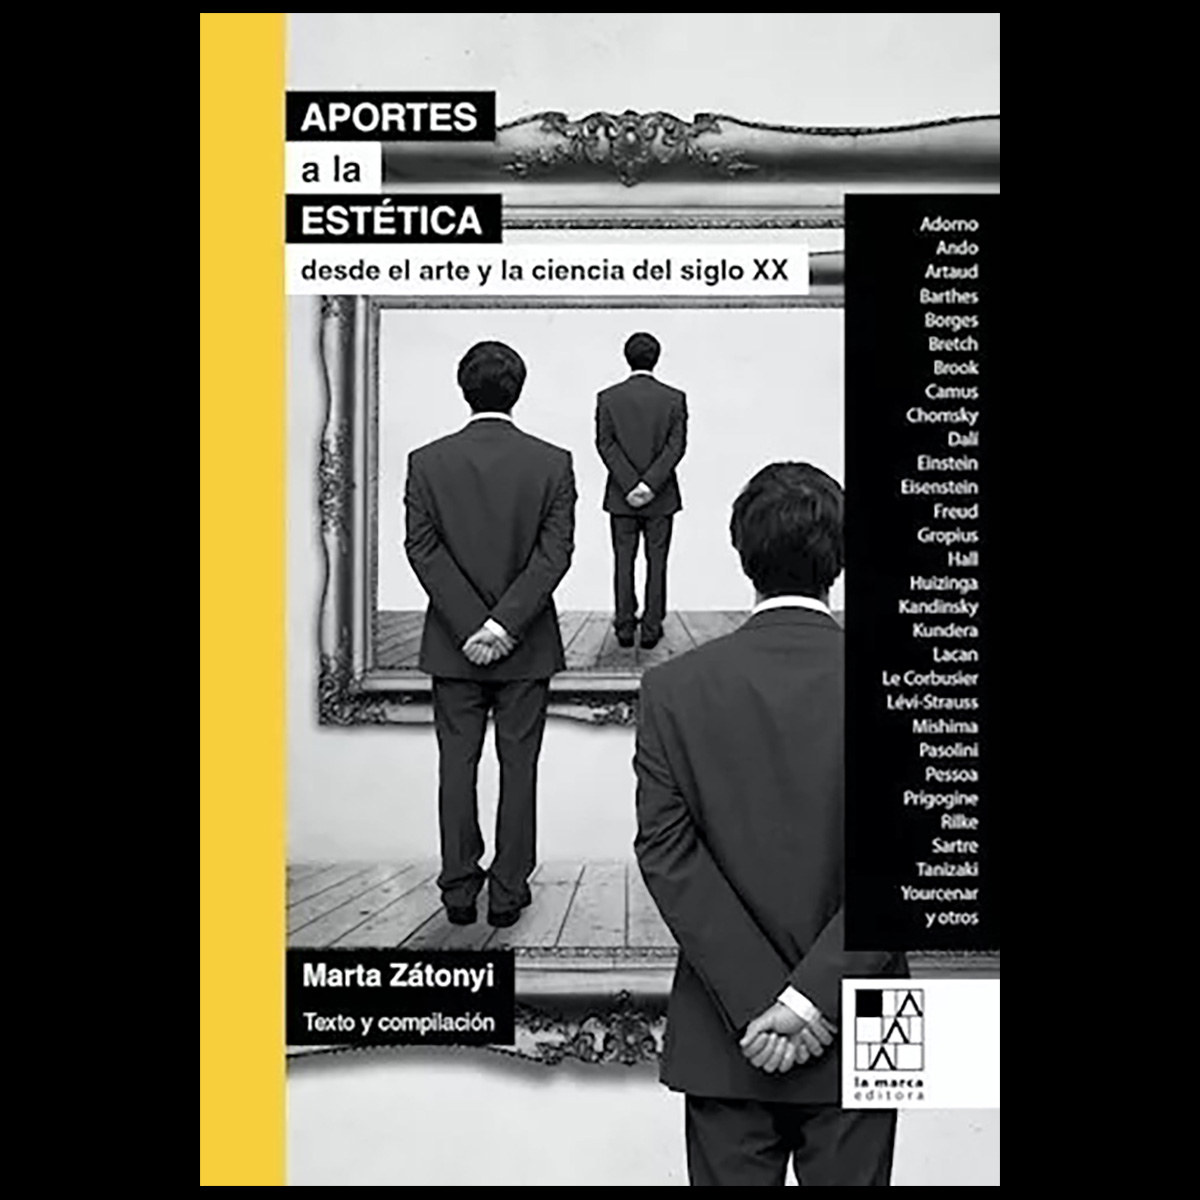 APORTES
a la
ESTÉTICA
desde el arte y la ciencia del siglo XX
Adorno
Ando
Artaud
Barthes
Borges
Bretch
Brook
Camus
Chomsky
Dalí
Einstein
Eisenstein
Freud
Gropius
Hall
Huizinga
Kandinsky
Kundera
Lacan
Le Corbusier
Lévi-Strauss
Mishima
Pasolini
Pessoa
Prigogine
Rilke
Sartre
Tanizaki
Yourcenar
y otros
Marta Zátonyi
Texto y compilación
la marca
editora